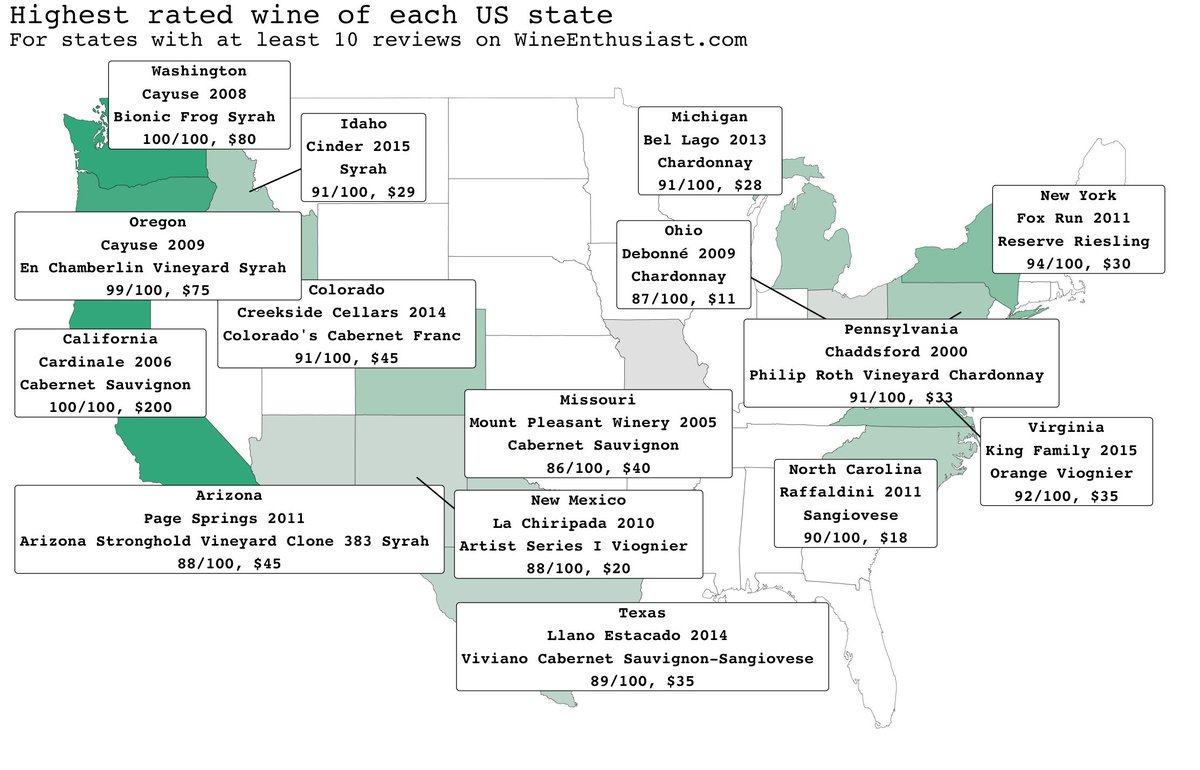 Highest rated wine of each US state
For states with at least 10 reviews on WineEnthusiast.com
Washington
Cayuse 2008
Bionic Frog Syrah
100/100, $80
Idaho
Cinder 2015
Syrah
91/100, $29
Michigan
Bel Lago 2013
Chardonnay
91/100, $28
New York
Fox Run 2011
Reserve Riesling
94/100, $30
Oregon
Cayuse 2009
En Chamberlin Vineyard Syrah
99/100, $75
Ohio
Debonné 2009
Chardonnay
87/100, $11
Colorado
Creekside Cellars 2014
Colorado's Cabernet Franc
91/100, $45
California
Cardinale 2006
Cabernet Sauvignon
100/100, $200
Pennsylvania
Chaddsford 2000
Philip Roth Vineyard Chardonnay
91/100, $33
Missouri
Mount Pleasant Winery 2005
Cabernet Sauvignon
86/100, $40
Virginia
King Family 2015
Orange Viognier
92/100, $35
North Carolina
Raffaldini 2011
Sangiovese
90/100, $18
Arizona
Page Springs 2011
Arizona Stronghold Vineyard Clone 383 Syrah
88/100, $45
New Mexico
La Chiripada 2010
Artist Series I Viognier
88/100, $20
Texas
Llano Estacado 2014
Viviano Cabernet Sauvignon-Sangiovese
89/100, $35